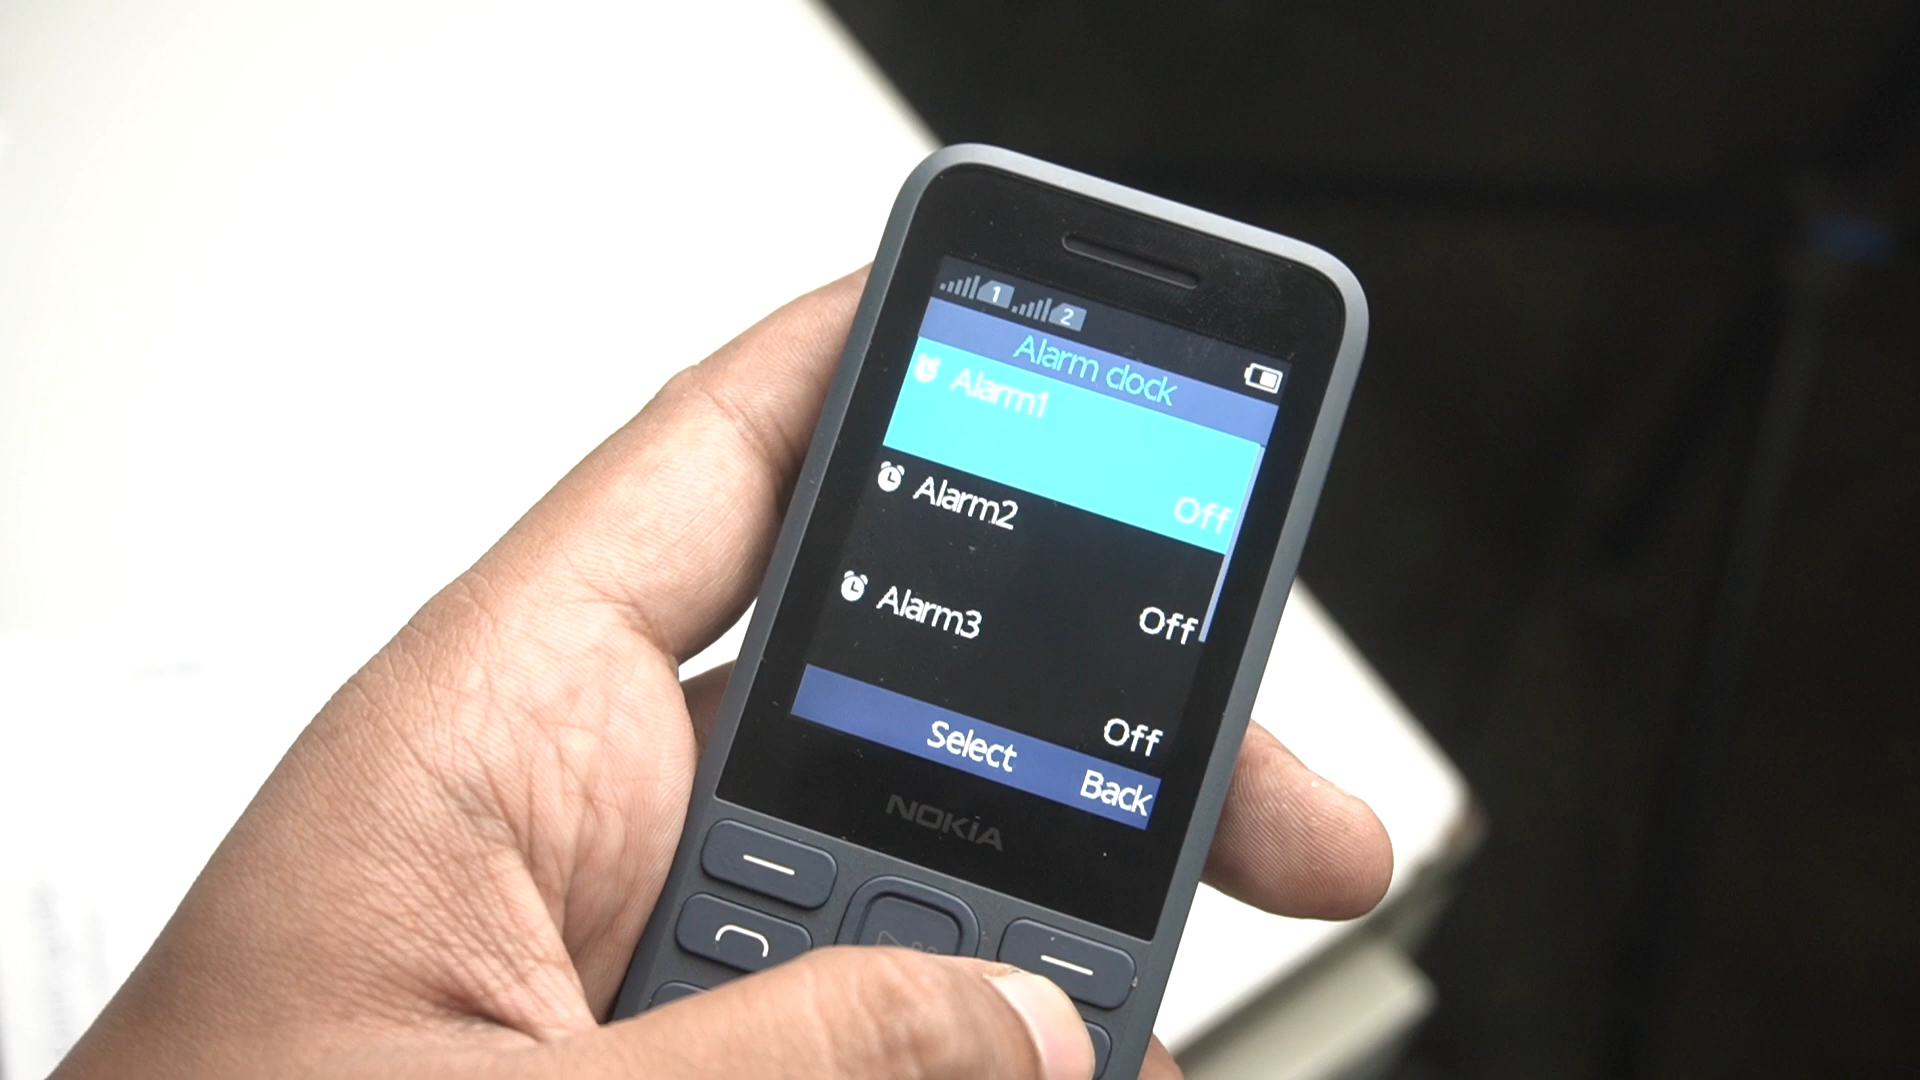 1 2
Alarm clock
Alarm1
Off
Alarm2
Off
Alarm3
Off
Select Back
NOKIA